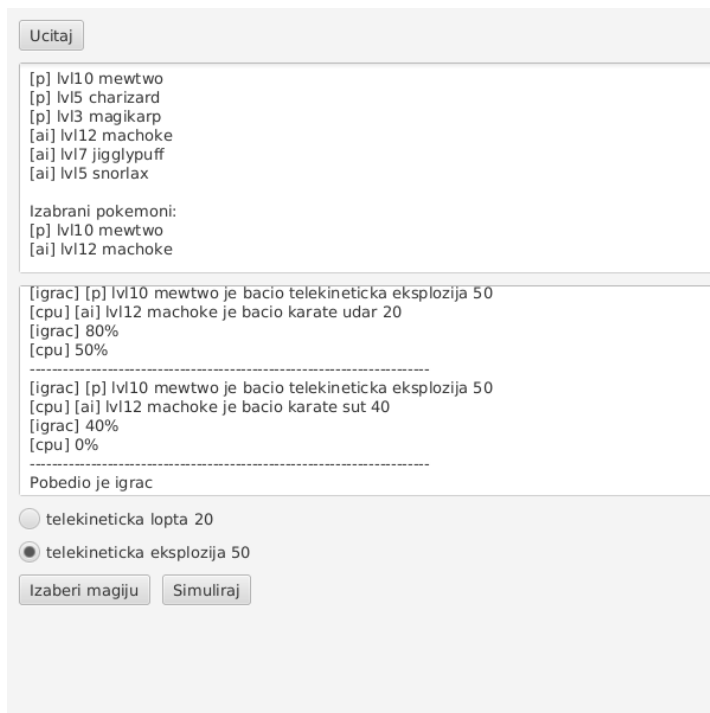 Ucitaj
[p] lvl10 mewtwo
[p] lvl5 charizard
[p] lvl3 magikarp
[ai] lvl12 machoke
[ai] lvl7 jigglypuff
[ai] lvl5 snorlax
Izabrani pokemoni:
[p] lvl10 mewtwo
[ai] lvl12 machoke
[igrac] [p] lvl10 mewtwo je bacio telekineticka eksplozija 50
[cpu] [ai] lvl12 machoke je bacio karate udar 20
[igrac] 80%
[cpu] 50%
------------------------------------------------------------------------
[igrac] [p] lvl10 mewtwo je bacio telekineticka eksplozija 50
[cpu] [ai] lvl12 machoke je bacio karate sut 40
[igrac] 40%
[cpu] 0%
------------------------------------------------------------------------
Pobedio je igrac
telekineticka lopta 20
telekineticka eksplozija 50
Izaberi magiju Simuliraj